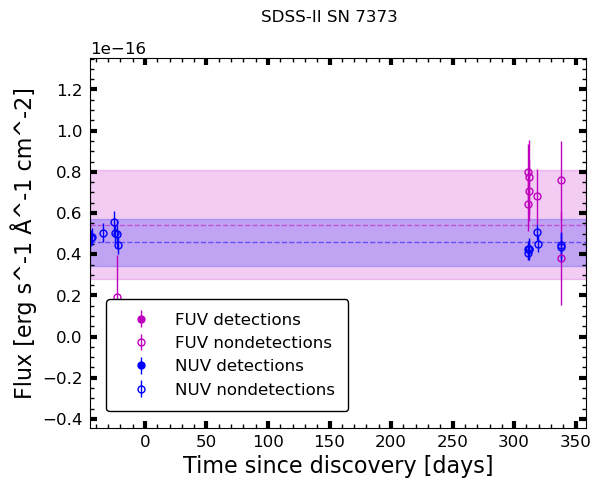 SDSS-II SN 7373
1e−16
1.2
1.0
0.8
0.6
0.4
0.2
0.0
−0.2
−0.4
Flux [erg s^-1 Å^-1 cm^-2]
FUV detections
FUV nondetections
NUV detections
NUV nondetections
0 50 100 150 200 250 300 350
Time since discovery [days]